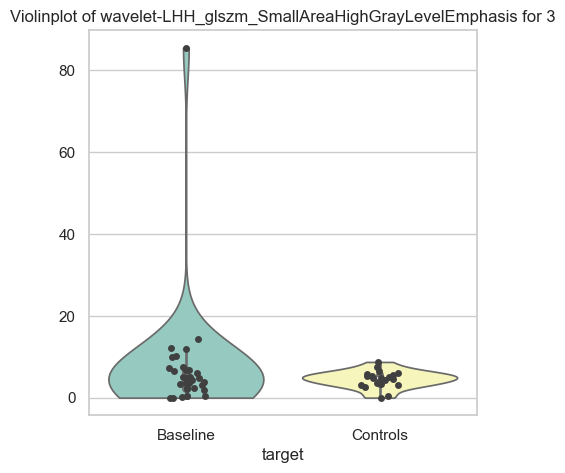 Violinplot of wavelet-LHH_glszm_SmallAreaHighGrayLevelEmphasis for 3
80
60
40
20
0
Baseline
Controls
target